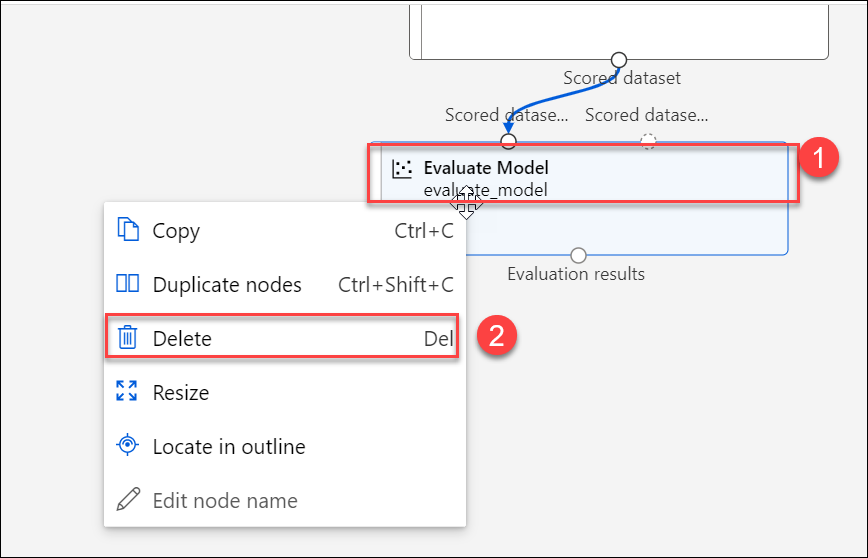 Scored dataset
Scored datase... Scored datase...
1
Evaluate Model
evaluate_model
Copy Ctrl+C
Evaluation results
Duplicate nodes Ctrl+Shift+C
Delete Del
2
Resize
Locate in outline
Edit node name